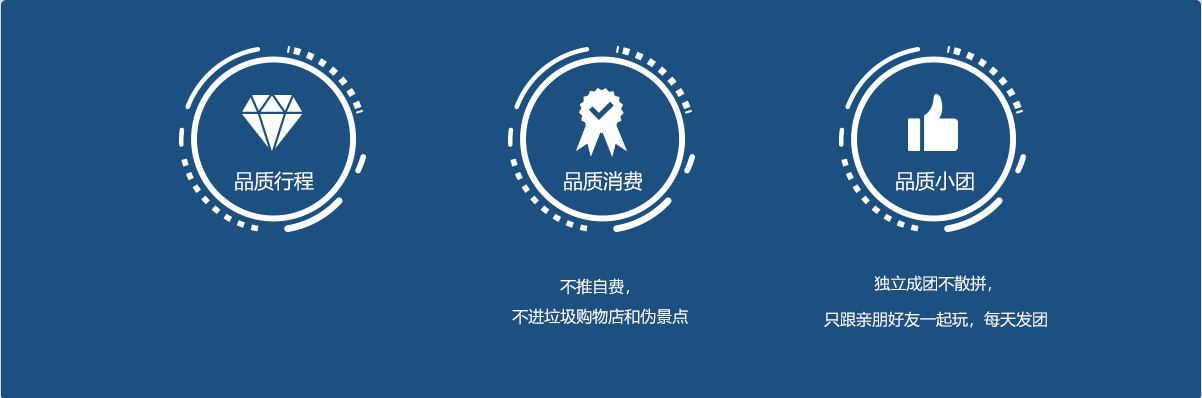 品质行程
品质消费
品质小团
不推自费，
不进垃圾购物店和伪景点
独立成团不散拼，
只跟亲朋好友一起玩，每天发团